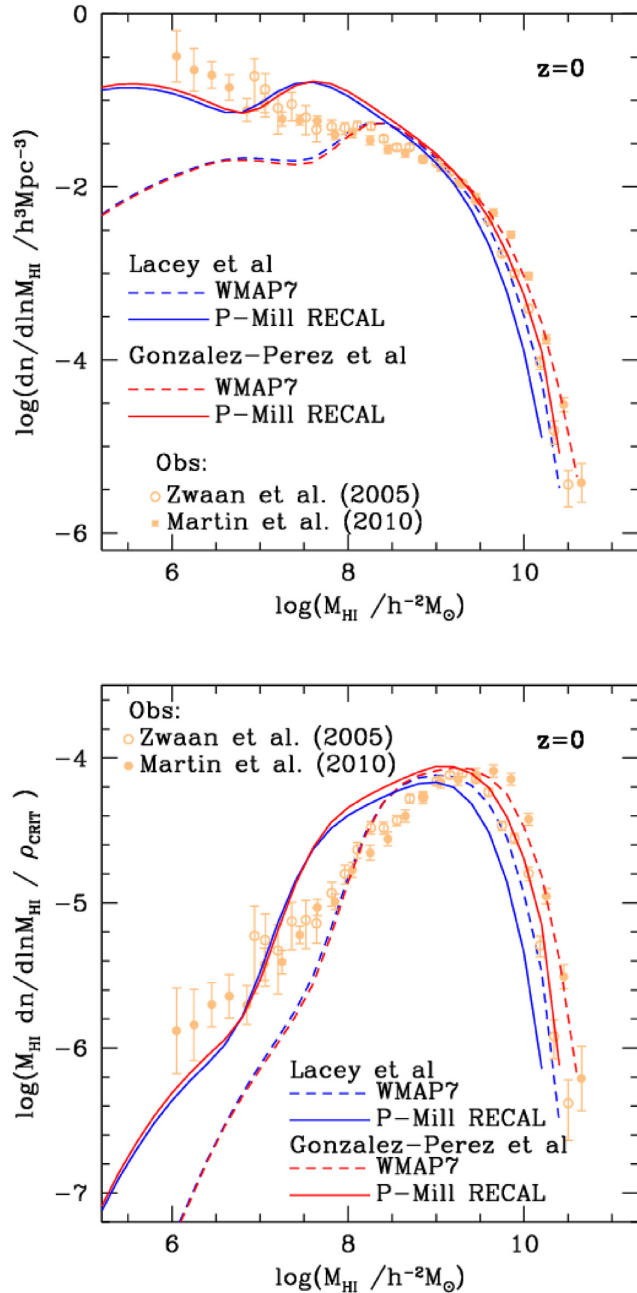 0
z=0
−2
log(dn/dlnM_HI /h³Mpc⁻³)
Lacey et al
WMAP7
P−Mill RECAL
−4
Gonzalez−Perez et al
WMAP7
P−Mill RECAL
Obs:
Zwaan et al. (2005)
Martin et al. (2010)
−6
6 8 10
log(M_HI /h⁻²M_⊙)
Obs:
Zwaan et al. (2005)
z=0
Martin et al. (2010)
−4
log(M_HI dn/dlnM_HI / ρ_CRIT)
−5
−6
Lacey et al
WMAP7
P−Mill RECAL
Gonzalez−Perez et al
WMAP7
P−Mill RECAL
−7
6 8 10
log(M_HI /h⁻²M_⊙)